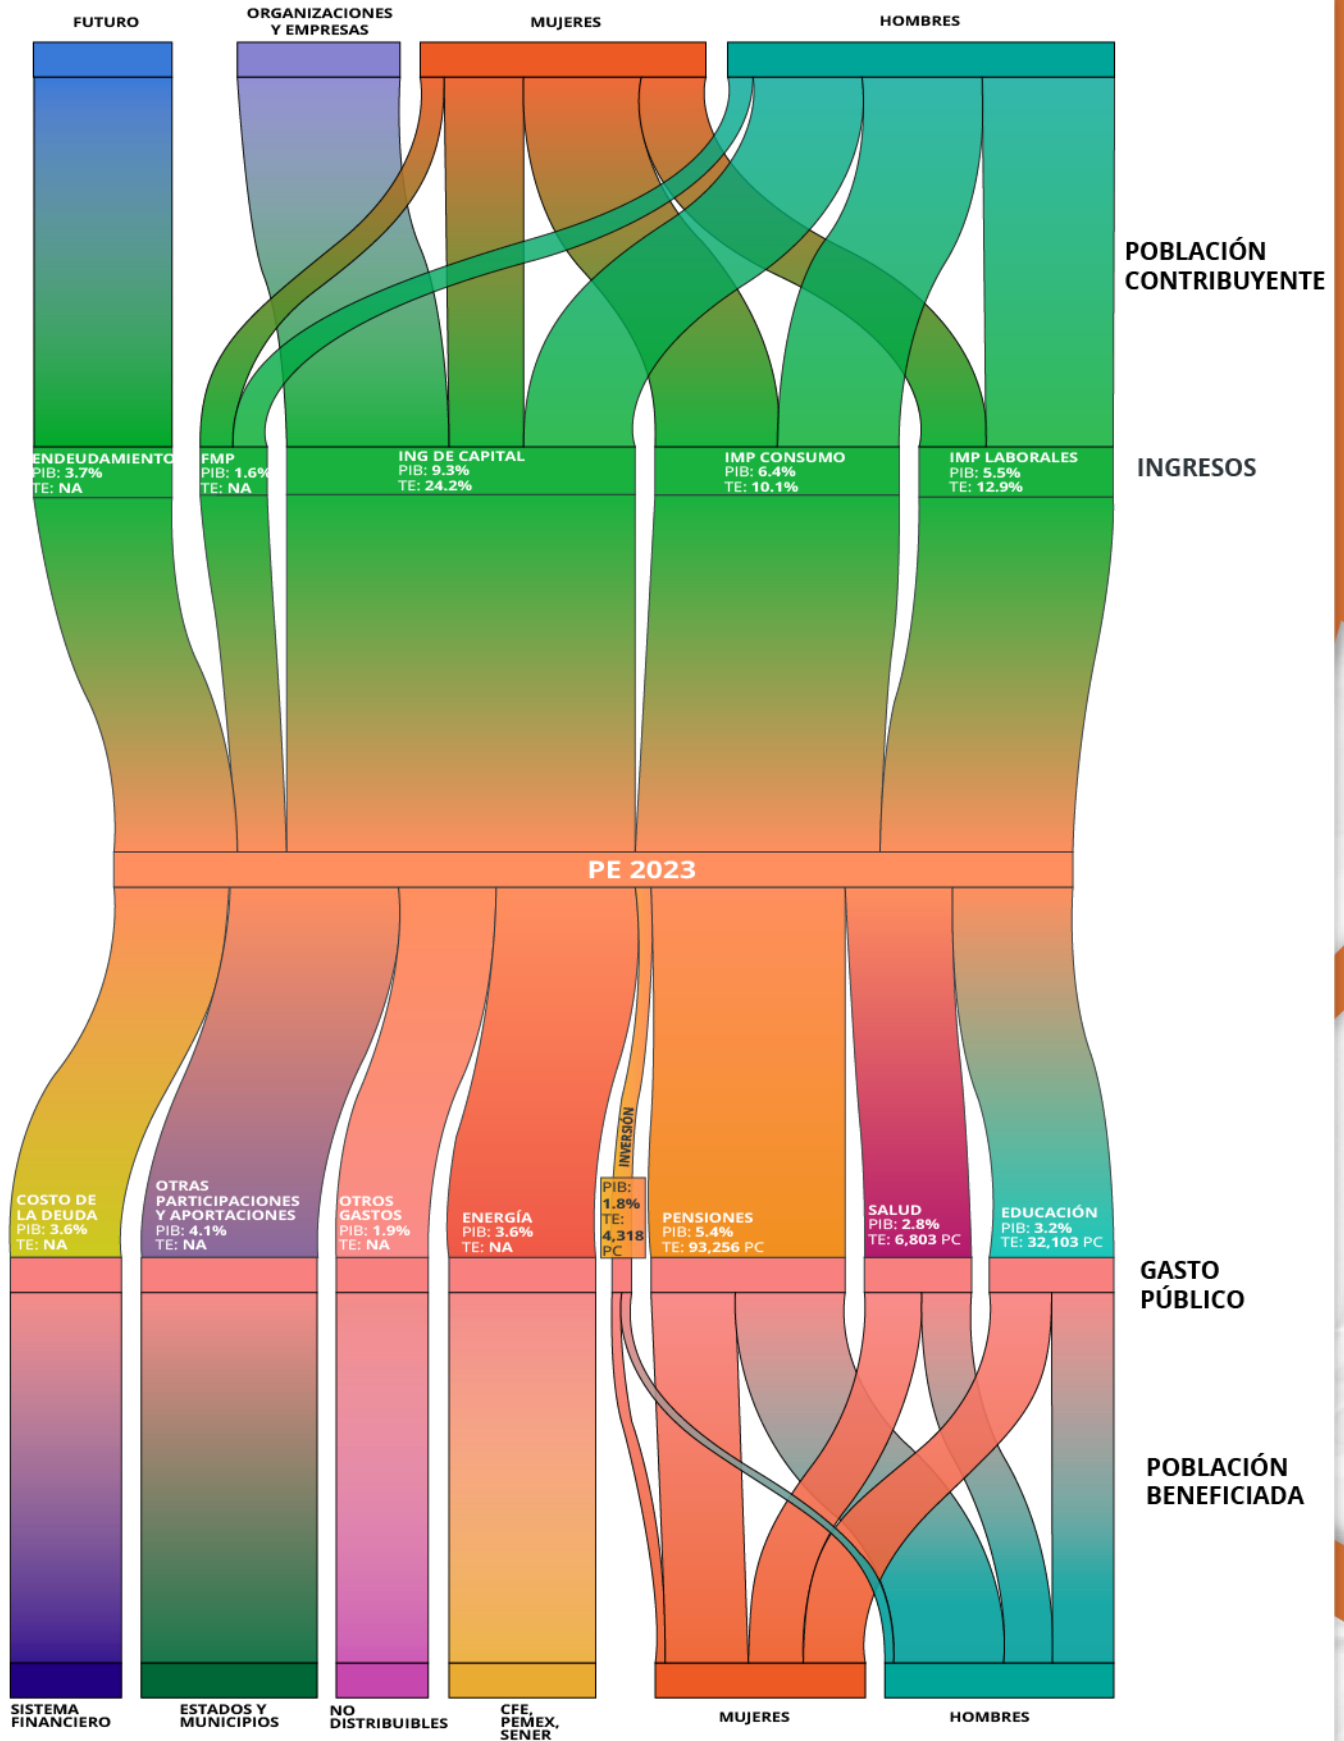 FUTURO
ORGANIZACIONES
Y EMPRESAS
MUJERES
HOMBRES
POBLACIÓN
CONTRIBUYENTE
ENDEUDAMIENTO
PIB: 3.7%
TE: NA
FMP
PIB: 1.6%
TE: NA
ING DE CAPITAL
PIB: 9.3%
TE: 24.2%
IMP CONSUMO
PIB: 6.4%
TE: 10.1%
IMP LABORALES
PIB: 5.5%
TE: 12.9%
INGRESOS
PE 2023
COSTO DE
LA DEUDA
PIB: 3.6%
TE: NA
OTRAS
PARTICIPACIONES
Y APORTACIONES
PIB: 4.1%
TE: NA
OTROS
GASTOS
PIB: 1.9%
TE: NA
ENERGÍA
PIB: 3.6%
TE: NA
INVERSIÓN
PIB:
1.8%
TE:
4,318
PC
PENSIONES
PIB: 5.4%
TE: 93,256 PC
SALUD
PIB: 2.8%
TE: 6,803 PC
EDUCACIÓN
PIB: 3.2%
TE: 32,103 PC
GASTO
PÚBLICO
POBLACIÓN
BENEFICIADA
SISTEMA
FINANCIERO
ESTADOS Y
MUNICIPIOS
NO
DISTRIBUIBLES
CFE,
PEMEX,
SENER
MUJERES
HOMBRES